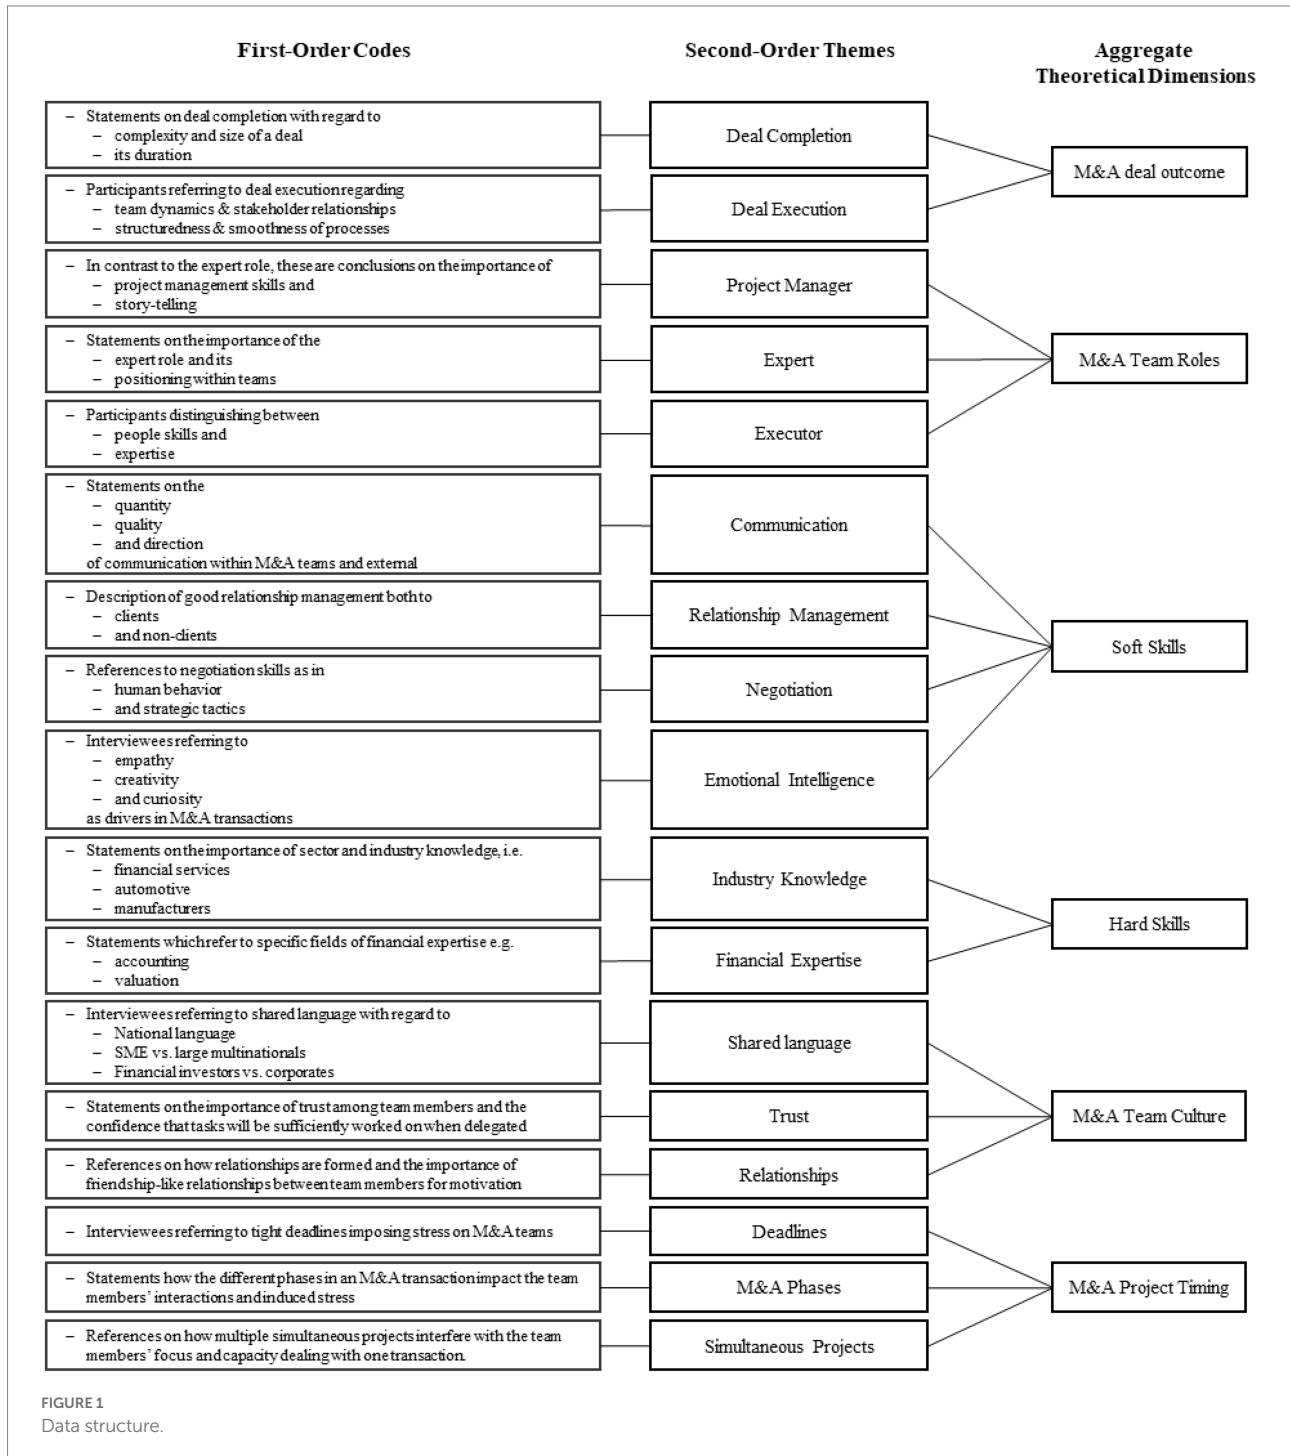 First-Order Codes
Second-Order Themes
Aggregate
Theoretical Dimensions
– Statements on deal completion with regard to
– complexity and size of a deal
– its duration
Deal Completion
M&A deal outcome
– Participants referring to deal execution regarding
– team dynamics & stakeholder relationships
– structuredness & smoothness of processes
Deal Execution
– In contrast to the expert role, these are conclusions on the importance of
– project management skills and
– story-telling
Project Manager
– Statements on the importance of the
– expert role and its
– positioning within teams
Expert
M&A Team Roles
– Participants distinguishing between
– people skills and
– expertise
Executor
– Statements on the
– quantity
– quality
– and direction
of communication within M&A teams and external
Communication
– Description of good relationship management both to
– clients
– and non-clients
Relationship Management
Soft Skills
– References to negotiation skills as in
– human behavior
– and strategic tactics
Negotiation
– Interviewees referring to
– empathy
– creativity
– and curiosity
as drivers in M&A transactions
Emotional Intelligence
– Statements on the importance of sector and industry knowledge, i.e.
– financial services
– automotive
– manufacturers
Industry Knowledge
Hard Skills
– Statements which refer to specific fields of financial expertise e.g.
– accounting
– valuation
Financial Expertise
– Interviewees referring to shared language with regard to
– National language
– SME vs. large multinationals
– Financial investors vs. corporates
Shared language
– Statements on the importance of trust among team members and the
confidence that tasks will be sufficiently worked on when delegated
Trust
M&A Team Culture
– References on how relationships are formed and the importance of
friendship-like relationships between team members for motivation
Relationships
– Interviewees referring to tight deadlines imposing stress on M&A teams
Deadlines
– Statements how the different phases in an M&A transaction impact the team
members' interactions and induced stress
M&A Phases
M&A Project Timing
– References on how multiple simultaneous projects interfere with the team
members' focus and capacity dealing with one transaction.
Simultaneous Projects
FIGURE 1
Data structure.